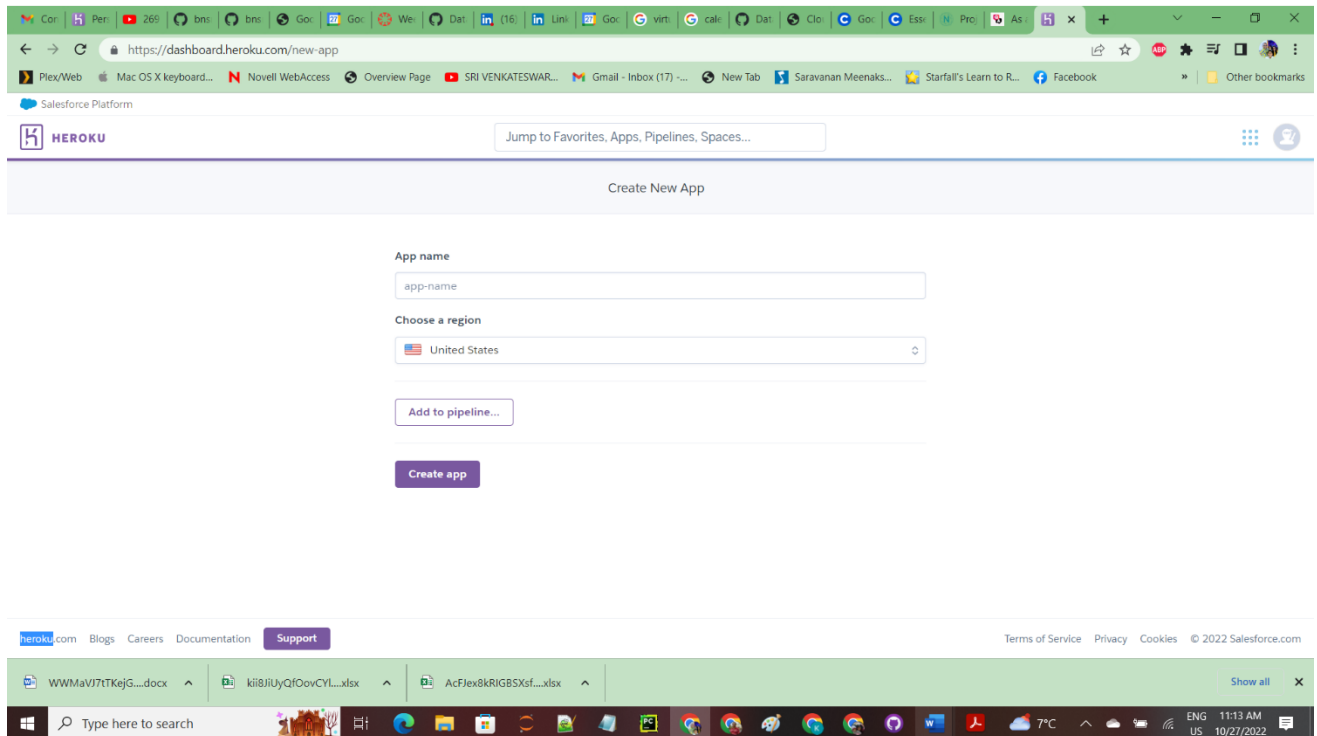 Cor Per 269 bns bns Goo Goc We Dat (16) Link Goc virt cale Dat Clo Goc Esse Proj As
https://dashboard.heroku.com/new-app
Plex/Web Mac OS X keyboard... Novell WebAccess Overview Page SRI VENKATESWAR... Gmail - Inbox (17) -... New Tab Saravanan Meenaks... Starfall's Learn to R... Facebook » Other bookmarks
Salesforce Platform
HEROKU Jump to Favorites, Apps, Pipelines, Spaces...
Create New App
App name
app-name
Choose a region
United States
Add to pipeline...
Create app
heroku.com Blogs Careers Documentation Support Terms of Service Privacy Cookies © 2022 Salesforce.com
WWMaVJ7tTKejG....docx kii8JiUyQfOovCYl....xlsx AcFJex8kRIGBSXsf....xlsx Show all
Type here to search 7°C ENG 11:13 AM
US 10/27/2022